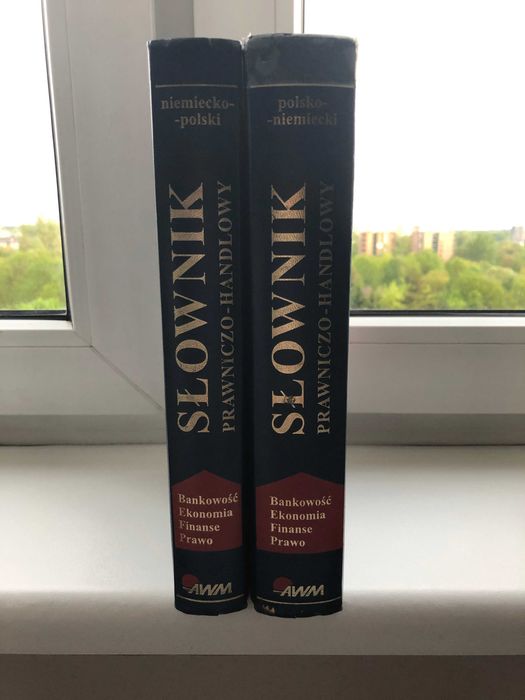 niemiecko-
-polski
SŁOWNIK
PRAWNICZO-HANDLOWY
Bankowość
Ekonomia
Finanse
Prawo
AWM
polsko-
-niemiecki
SŁOWNIK
PRAWNICZO-HANDLOWY
Bankowość
Ekonomia
Finanse
Prawo
AWM